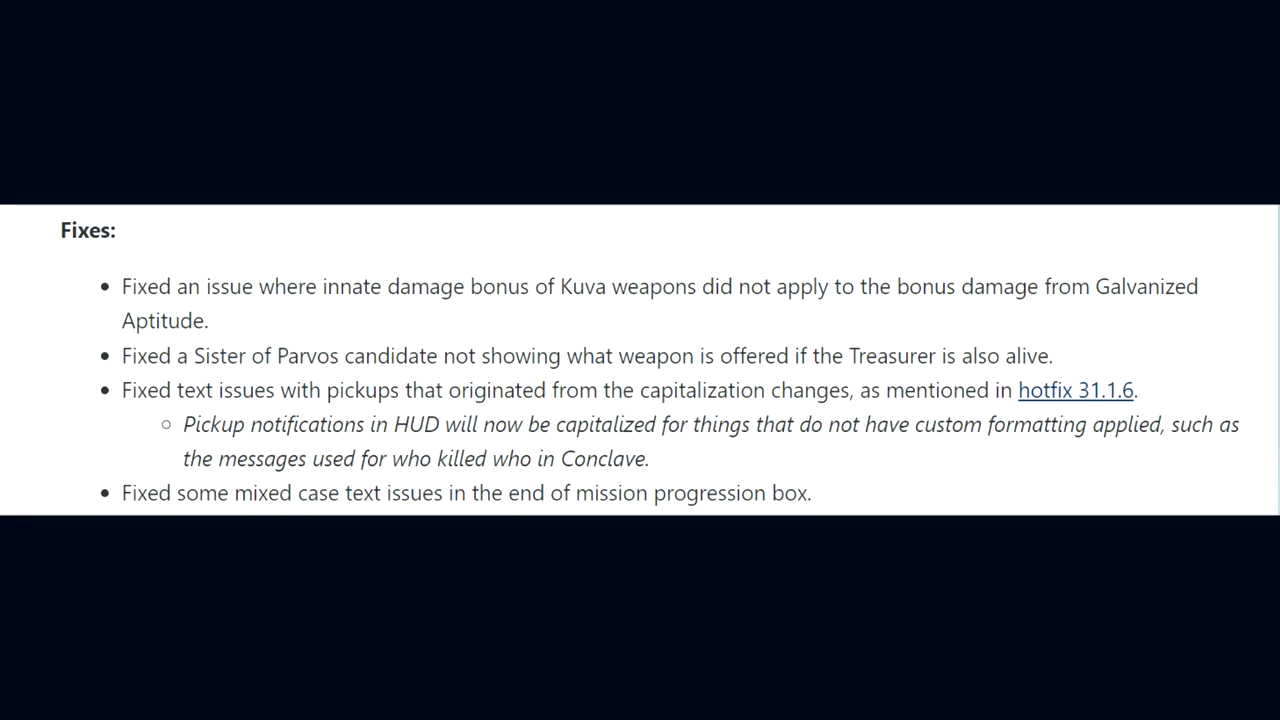 Fixes:
Fixed an issue where innate damage bonus of Kuva weapons did not apply to the bonus damage from Galvanized
Aptitude.
Fixed a Sister of Parvos candidate not showing what weapon is offered if the Treasurer is also alive.
Fixed text issues with pickups that originated from the capitalization changes, as mentioned in hotfix 31.1.6.
Pickup notifications in HUD will now be capitalized for things that do not have custom formatting applied, such as
the messages used for who killed who in Conclave.
Fixed some mixed case text issues in the end of mission progression box.